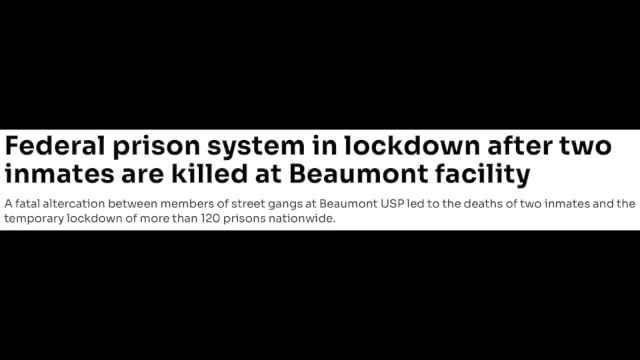 Federal prison system in lockdown after two
inmates are killed at Beaumont facility
A fatal altercation between members of street gangs at Beaumont USP led to the deaths of two inmates and the
temporary lockdown of more than 120 prisons nationwide.